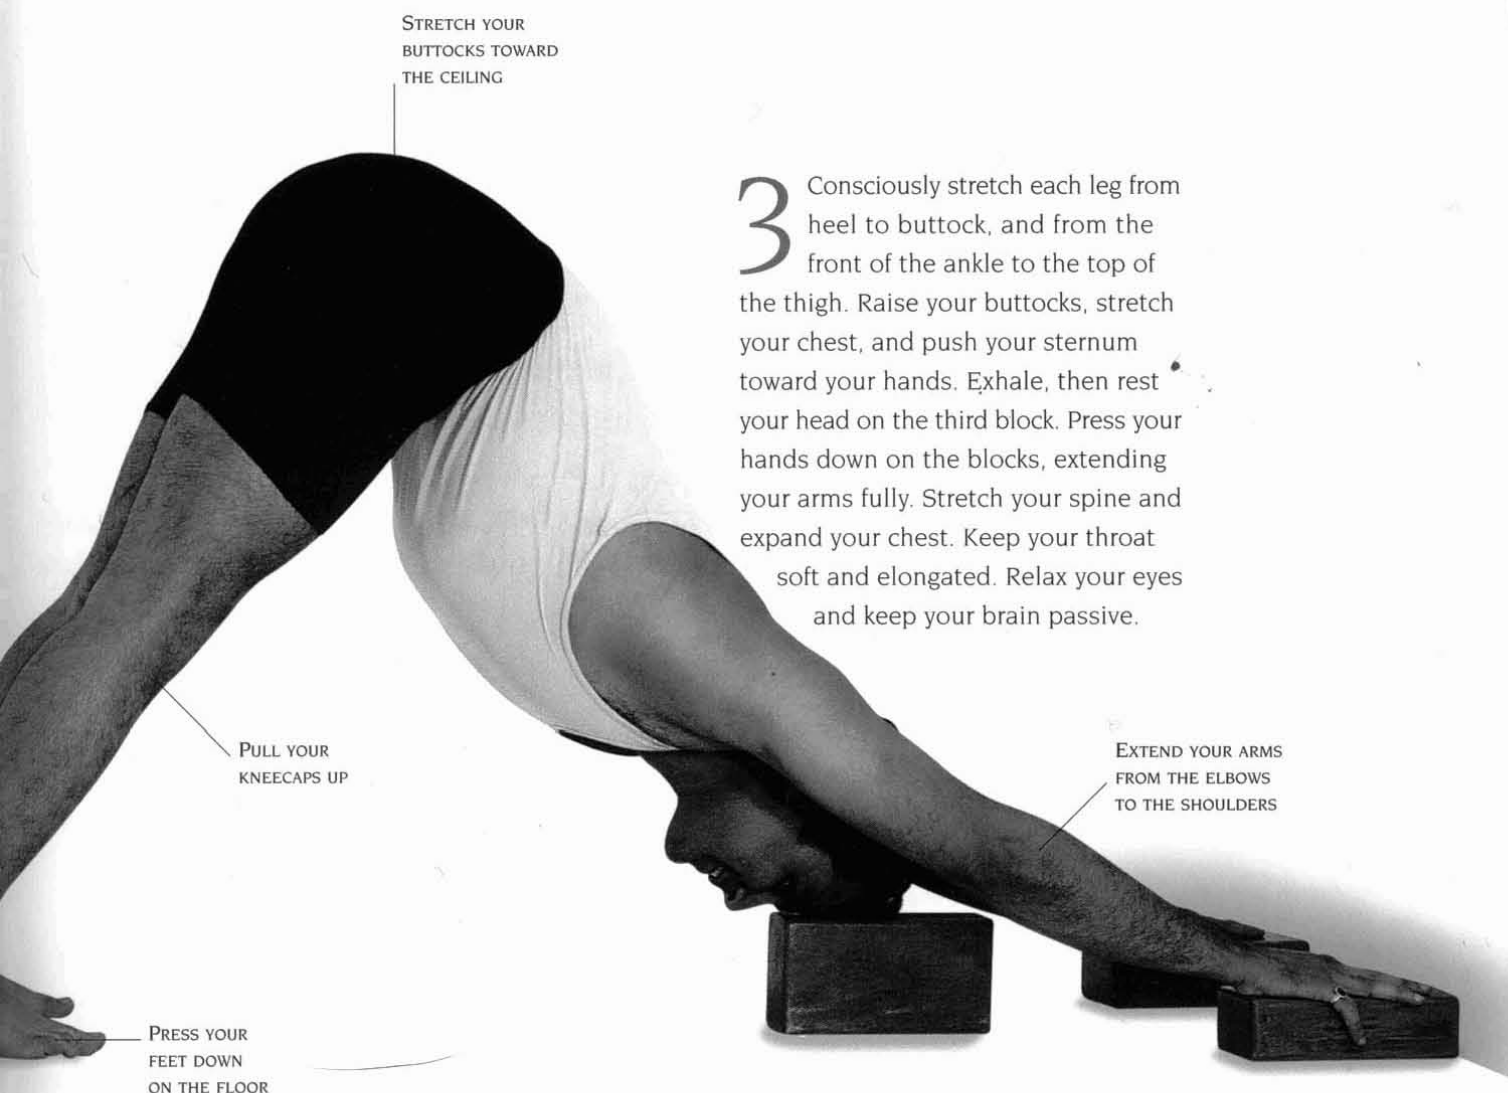 STRETCH YOUR
BUTTOCKS TOWARD
THE CEILING
3 Consciously stretch each leg from
heel to buttock, and from the
front of the ankle to the top of
the thigh. Raise your buttocks, stretch
your chest, and push your sternum
toward your hands. Exhale, then rest
your head on the third block. Press your
hands down on the blocks, extending
your arms fully. Stretch your spine and
expand your chest. Keep your throat
soft and elongated. Relax your eyes
and keep your brain passive.
PULL YOUR
KNEECAPS UP
EXTEND YOUR ARMS
FROM THE ELBOWS
TO THE SHOULDERS
PRESS YOUR
FEET DOWN
ON THE FLOOR